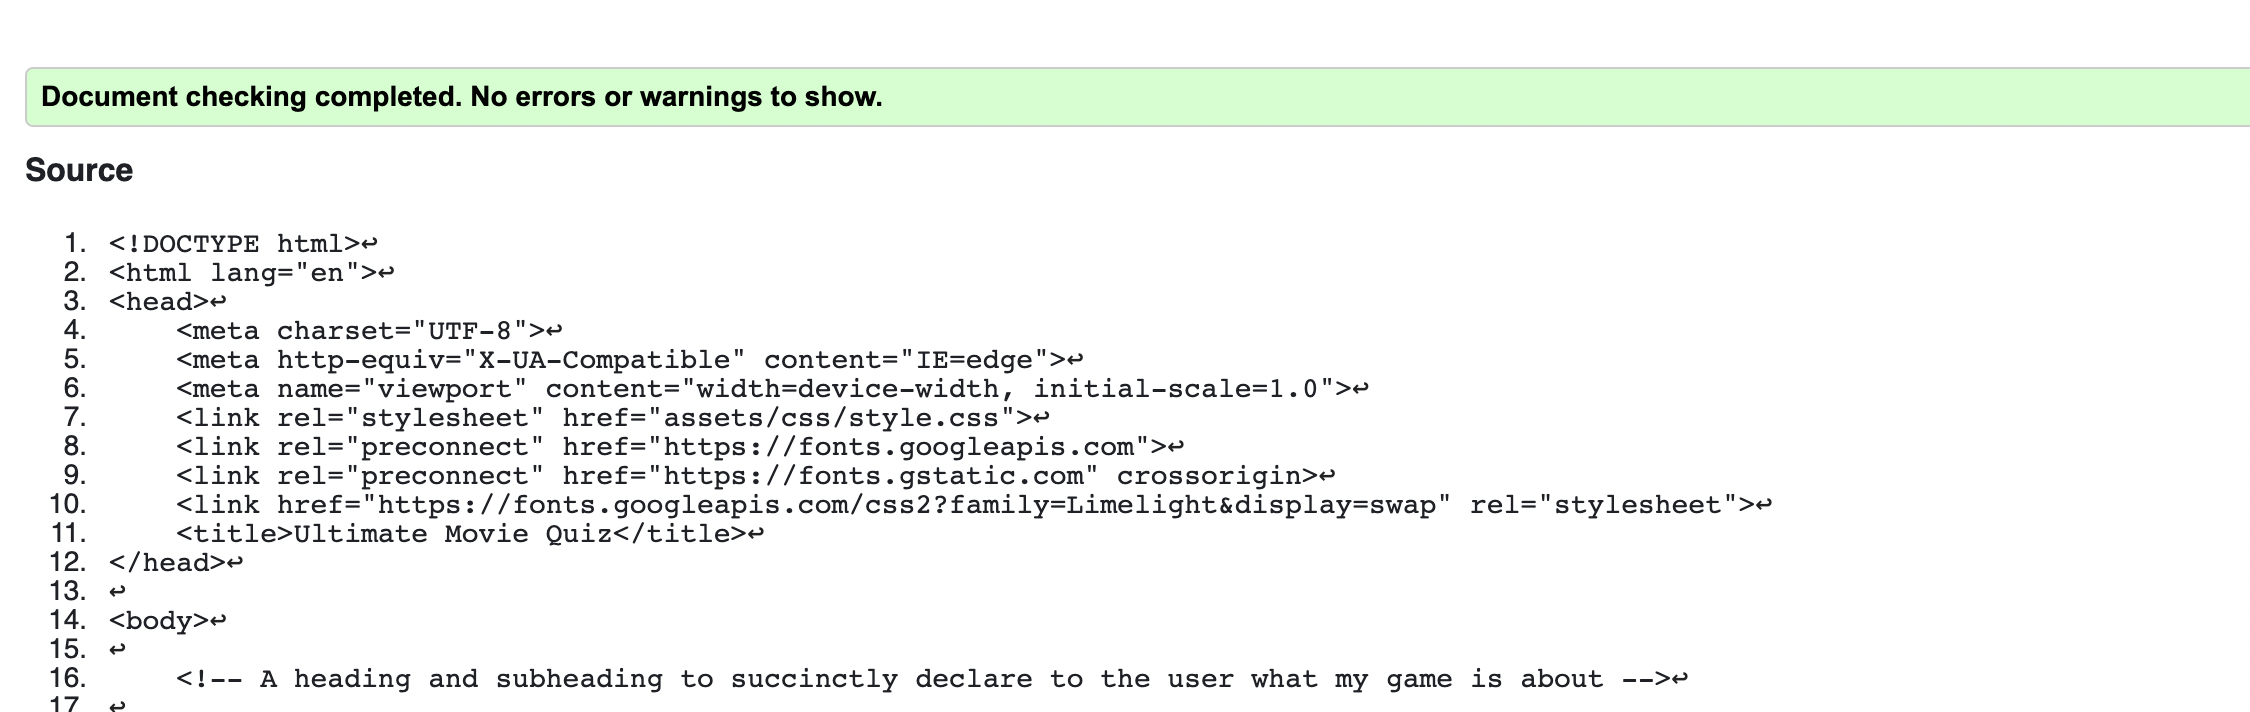 Document checking completed. No errors or warnings to show.
Source
1. <!DOCTYPE html>↩
2. <html lang="en">↩
3. <head>↩
4.     <meta charset="UTF-8">↩
5.     <meta http-equiv="X-UA-Compatible" content="IE=edge">↩
6.     <meta name="viewport" content="width=device-width, initial-scale=1.0">↩
7.     <link rel="stylesheet" href="assets/css/style.css">↩
8.     <link rel="preconnect" href="https://fonts.googleapis.com">↩
9.     <link rel="preconnect" href="https://fonts.gstatic.com" crossorigin>↩
10.     <link href="https://fonts.googleapis.com/css2?family=Limelight&display=swap" rel="stylesheet">↩
11.     <title>Ultimate Movie Quiz</title>↩
12. </head>↩
13. ↩
14. <body>↩
15. ↩
16.     <!-- A heading and subheading to succinctly declare to the user what my game is about -->↩
17. ↩